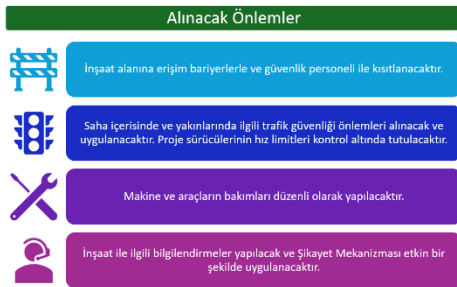 Alınacak Önlemler
İnşaat alanına erişim bariyerlerle ve güvenlik personeli ile kısıtlanacaktır.
Saha içerisinde ve yakınlarında ilgili trafik güvenliği önlemleri alınacak ve
uygulanacaktır. Proje sürücülerinin hız limitleri kontrol altında tutulacaktır.
Makine ve araçların bakımları düzenli olarak yapılacaktır.
İnşaat ile ilgili bilgilendirmeler yapılacak ve Şikayet Mekanizması etkin bir
şekilde uygulanacaktır.